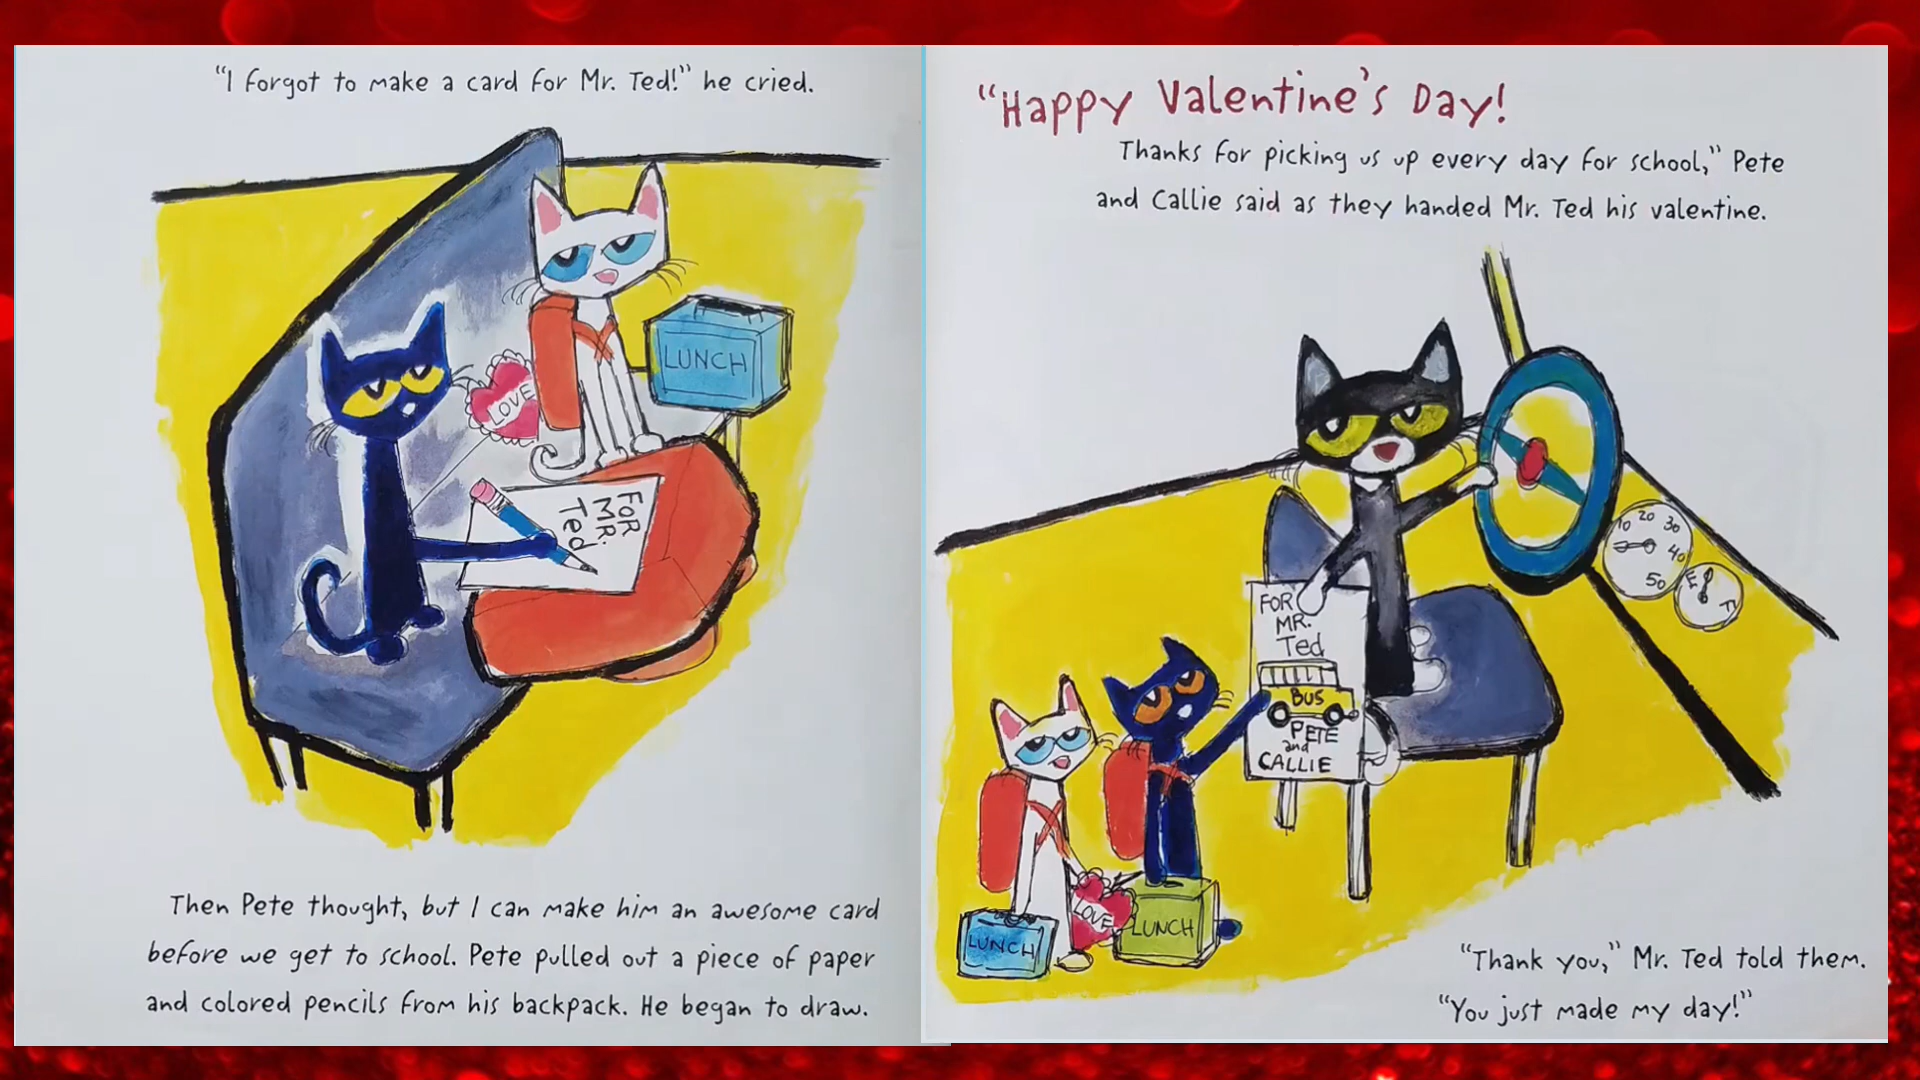 “I forgot to make a card for Mr. Ted!” he cried.
LOVE
LUNCH
FOR
MR.
Ted
Then Pete thought, but I can make him an awesome card
before we get to school. Pete pulled out a piece of paper
and colored pencils from his backpack. He began to draw.
“Happy Valentine’s Day!
Thanks for picking us up every day for school,” Pete
and Callie said as they handed Mr. Ted his valentine.
10 20 30 40 50
E
FOR
MR.
Ted
BUS
PETE
and
CALLIE
LUNCH
LOVE
LUNCH
“Thank you,” Mr. Ted told them.
“You just made my day!”